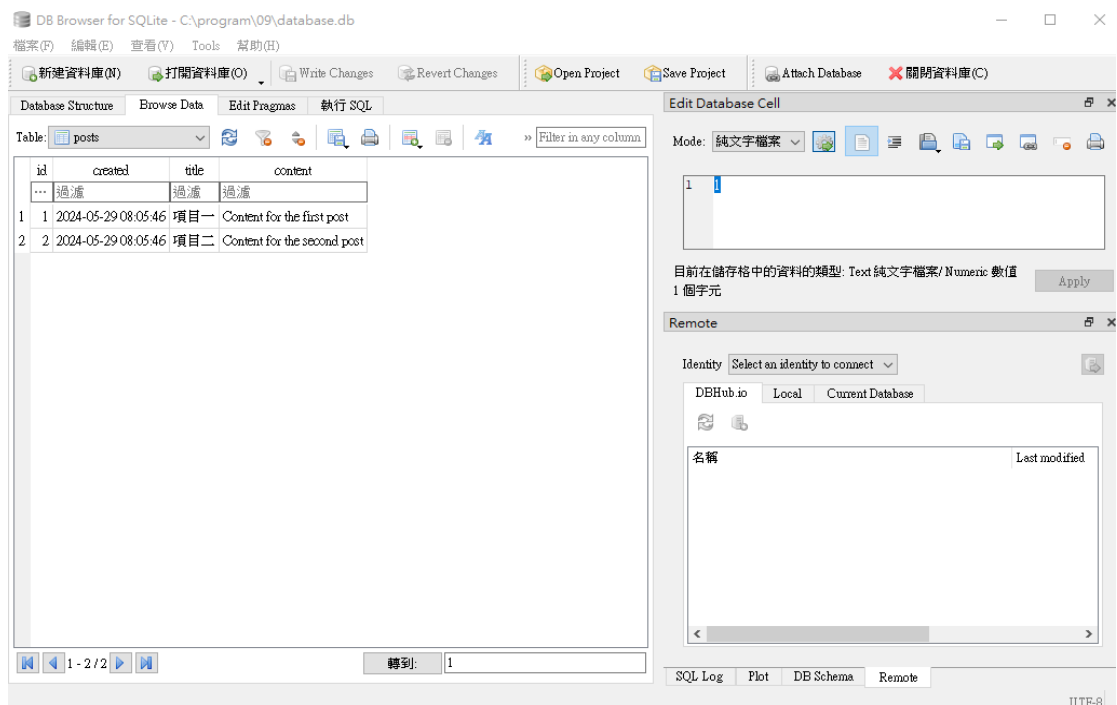 DB Browser for SQLite - C:\program\09\database.db
檔案(F) 編輯(E) 查看(V) Tools 幫助(H)
新建資料庫(N) 打開資料庫(O) Write Changes Revert Changes Open Project Save Project Attach Database 關閉資料庫(C)
Database Structure Browse Data Edit Pragmas 執行 SQL
Table: posts » Filter in any column
id created title content
... 過濾 過濾 過濾
1 1 2024-05-29 08:05:46 項目一 Content for the first post
2 2 2024-05-29 08:05:46 項目二 Content for the second post
1 - 2 / 2 轉到: 1
Edit Database Cell
Mode: 純文字檔案
1 1
目前在儲存格中的資料的類型: Text 純文字檔案/ Numeric 數值
1 個字元
Apply
Remote
Identity Select an identity to connect
DBHub.io Local Current Database
名稱 Last modified
SQL Log Plot DB Schema Remote
UTF-8